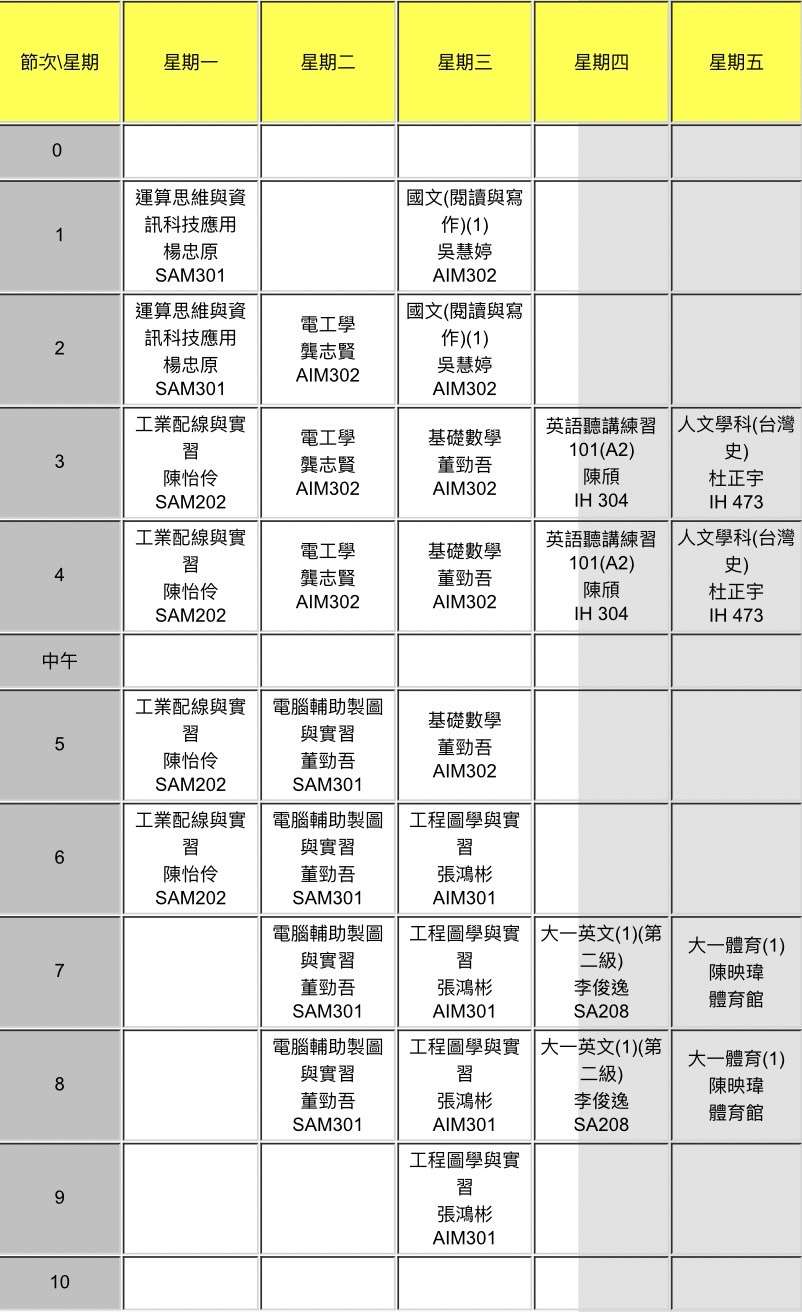 節次\星期 星期一 星期二 星期三 星期四 星期五
0
1
運算思維與資
訊科技應用
楊忠原
SAM301
國文(閱讀與寫
作)(1)
吳慧婷
AIM302
2
運算思維與資
訊科技應用
楊忠原
SAM301
電工學
龔志賢
AIM302
國文(閱讀與寫
作)(1)
吳慧婷
AIM302
3
工業配線與實
習
陳怡伶
SAM202
電工學
龔志賢
AIM302
基礎數學
董勁吾
AIM302
英語聽講練習
101(A2)
陳頎
IH 304
人文學科(台灣
史)
杜正宇
IH 473
4
工業配線與實
習
陳怡伶
SAM202
電工學
龔志賢
AIM302
基礎數學
董勁吾
AIM302
英語聽講練習
101(A2)
陳頎
IH 304
人文學科(台灣
史)
杜正宇
IH 473
中午
5
工業配線與實
習
陳怡伶
SAM202
電腦輔助製圖
與實習
董勁吾
SAM301
基礎數學
董勁吾
AIM302
6
工業配線與實
習
陳怡伶
SAM202
電腦輔助製圖
與實習
董勁吾
SAM301
工程圖學與實
習
張鴻彬
AIM301
7
電腦輔助製圖
與實習
董勁吾
SAM301
工程圖學與實
習
張鴻彬
AIM301
大一英文(1)(第
二級)
李俊逸
SA208
大一體育(1)
陳映瑋
體育館
8
電腦輔助製圖
與實習
董勁吾
SAM301
工程圖學與實
習
張鴻彬
AIM301
大一英文(1)(第
二級)
李俊逸
SA208
大一體育(1)
陳映瑋
體育館
9
工程圖學與實
習
張鴻彬
AIM301
10